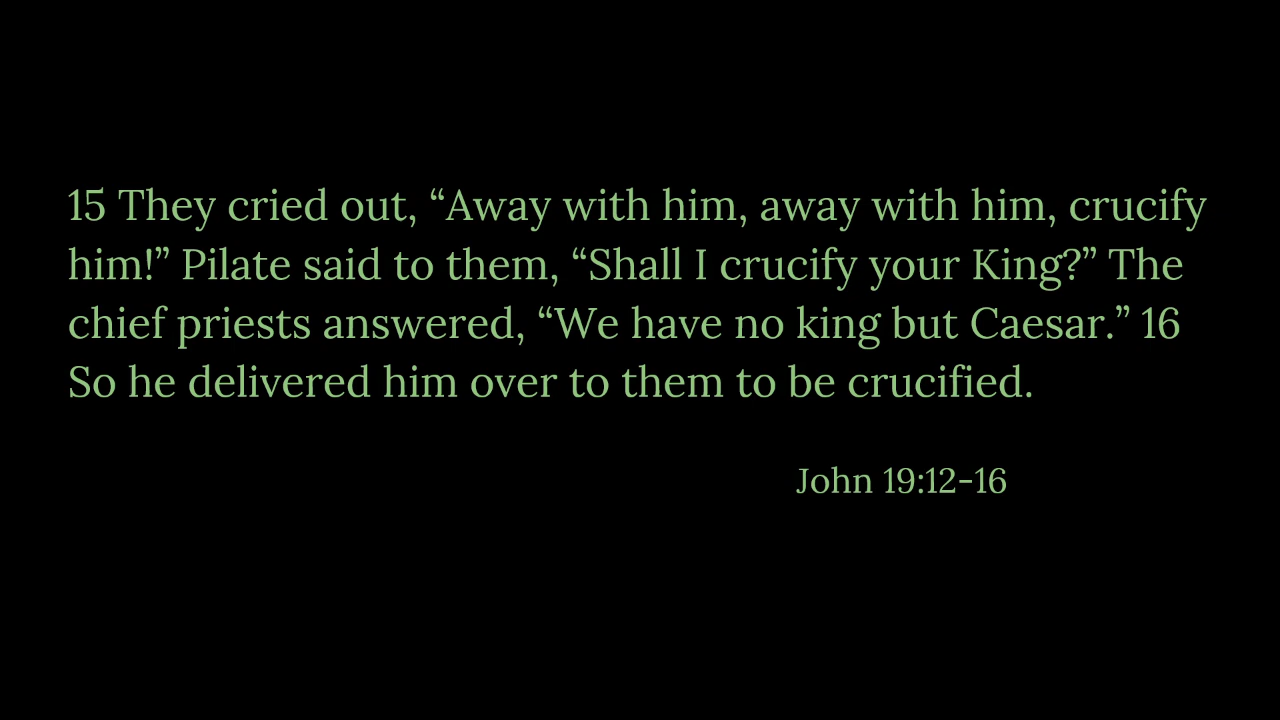 15 They cried out, “Away with him, away with him, crucify
him!” Pilate said to them, “Shall I crucify your King?” The
chief priests answered, “We have no king but Caesar.” 16
So he delivered him over to them to be crucified.
John 19:12-16